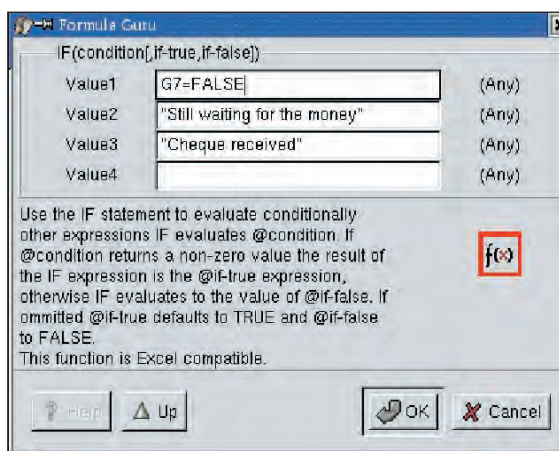 Formula Guru
IF(condition[,if-true,if-false])
Value1 G7=FALSE (Any)
Value2 "Still waiting for the money" (Any)
Value3 "Cheque received" (Any)
Value4 (Any)
Use the IF statement to evaluate conditionally
other expressions IF evaluates @condition. If
@condition returns a non-zero value the result of
the IF expression is the @if-true expression,
otherwise IF evaluates to the value of @if-false. If
ommitted @if-true defaults to TRUE and @if-false
to FALSE.
This function is Excel compatible.
f(x)
? Help Up OK Cancel